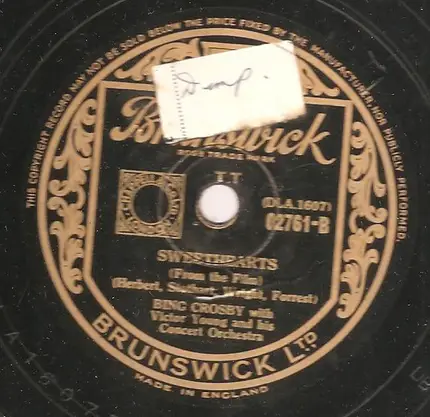 THIS COPYRIGHT RECORD MAY NOT BE SOLD BELOW THE PRICE FIXED BY THE MANUFACTURER, NOR PUBLICLY PERFORMED.
Brunswick
TRADE MARK
T.T.
(DLA.1607)
02761-B
SWEETHEARTS
(From the Film)
(Herbert, Stothart, Wright, Forrest)
BING CROSBY with
Victor Young and his
Concert Orchestra
BRUNSWICK LTD
MADE IN ENGLAND